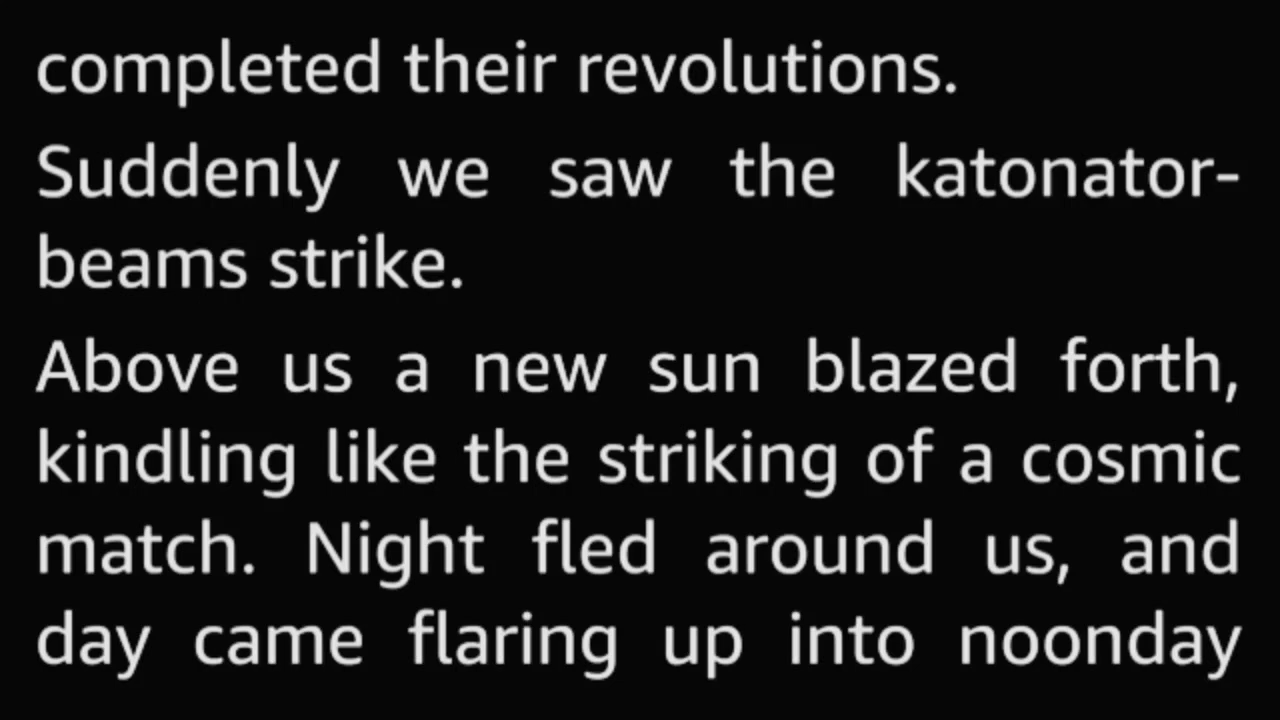 completed their revolutions.
Suddenly we saw the katonator-
beams strike.
Above us a new sun blazed forth,
kindling like the striking of a cosmic
match. Night fled around us, and
day came flaring up into noonday